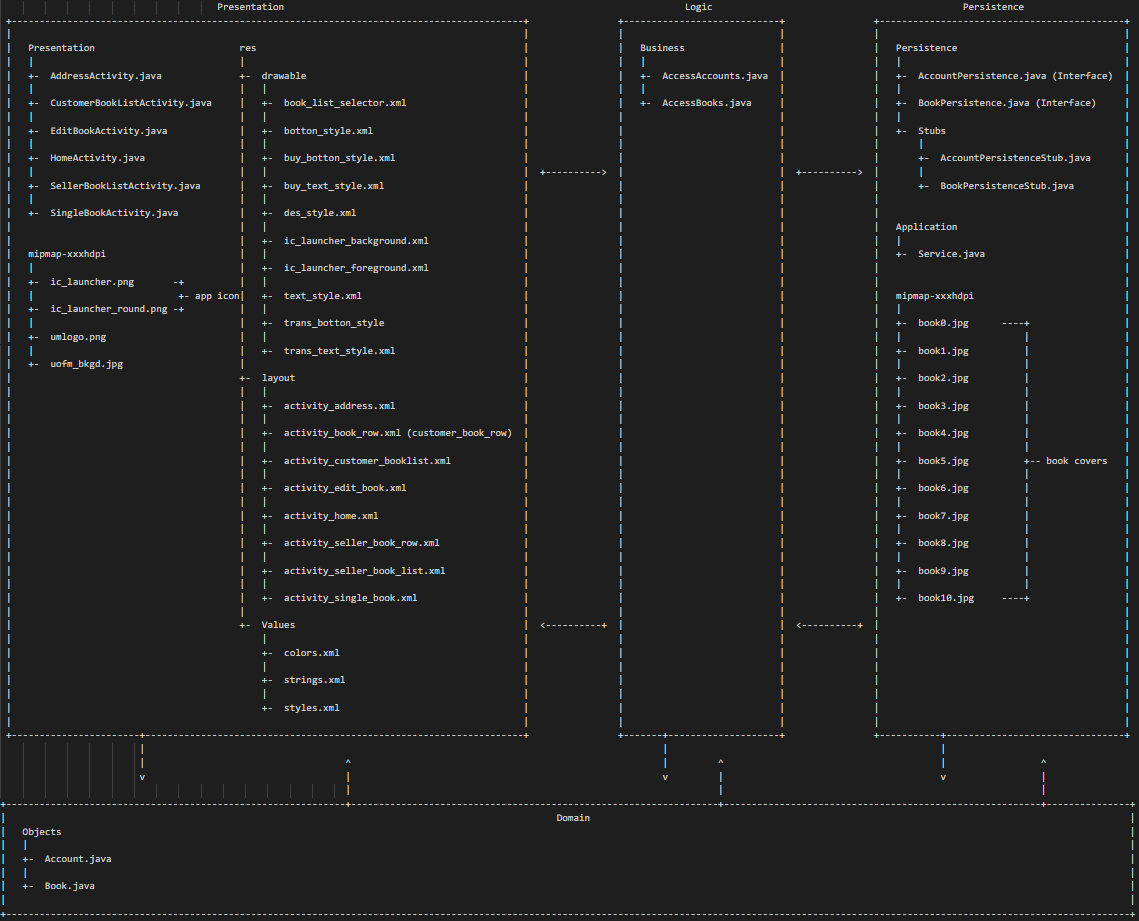 Presentation
Presentation
AddressActivity.java
CustomerBookListActivity.java
EditBookActivity.java
HomeActivity.java
SellerBookListActivity.java
SingleBookActivity.java
mipmap-xxxhdpi
ic_launcher.png
ic_launcher_round.png
app icon
umlogo.png
uofm_bkgd.jpg
res
drawable
book_list_selector.xml
botton_style.xml
buy_botton_style.xml
buy_text_style.xml
des_style.xml
ic_launcher_background.xml
ic_launcher_foreground.xml
text_style.xml
trans_botton_style
trans_text_style.xml
layout
activity_address.xml
activity_book_row.xml (customer_book_row)
activity_customer_booklist.xml
activity_edit_book.xml
activity_home.xml
activity_seller_book_row.xml
activity_seller_book_list.xml
activity_single_book.xml
Values
colors.xml
strings.xml
styles.xml
Logic
Business
AccessAccounts.java
AccessBooks.java
Persistence
Persistence
AccountPersistence.java (Interface)
BookPersistence.java (Interface)
Stubs
AccountPersistenceStub.java
BookPersistenceStub.java
Application
Service.java
mipmap-xxxhdpi
book0.jpg
book1.jpg
book2.jpg
book3.jpg
book4.jpg
book5.jpg
book covers
book6.jpg
book7.jpg
book8.jpg
book9.jpg
book10.jpg
Domain
Objects
Account.java
Book.java